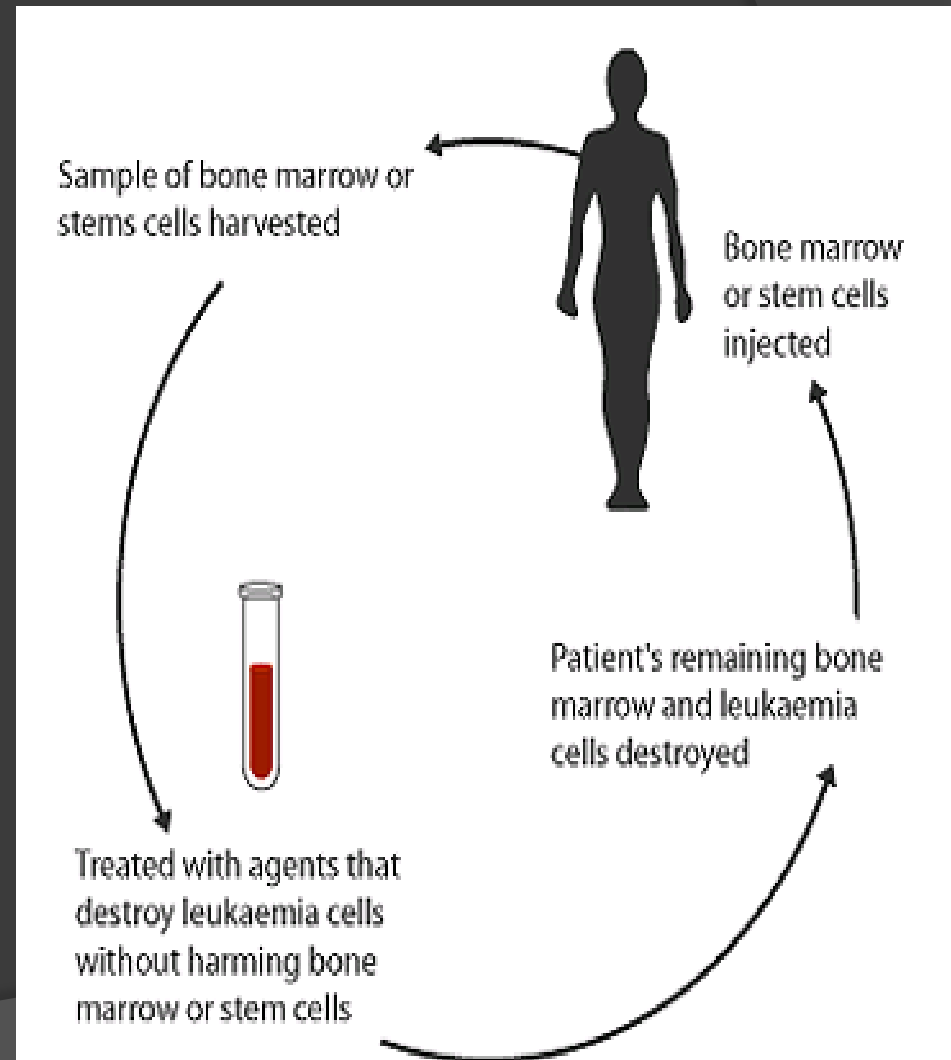 Sample of bone marrow or
stems cells harvested
Treated with agents that
destroy leukaemia cells
without harming bone
marrow or stem cells
Patient's remaining bone
marrow and leukaemia
cells destroyed
Bone marrow
or stem cells
injected